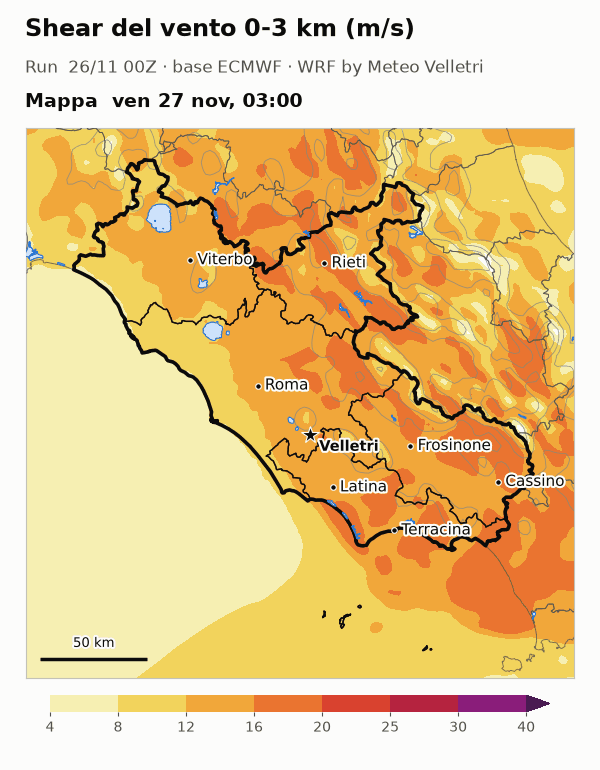 Shear del vento 0-3 km (m/s)
Run  26/11 00Z · base ECMWF · WRF by Meteo Velletri
Mappa  ven 27 nov, 03:00
Viterbo
Rieti
Roma
Velletri
Frosinone
Latina
Cassino
Terracina
50 km
4 8 12 16 20 25 30 40